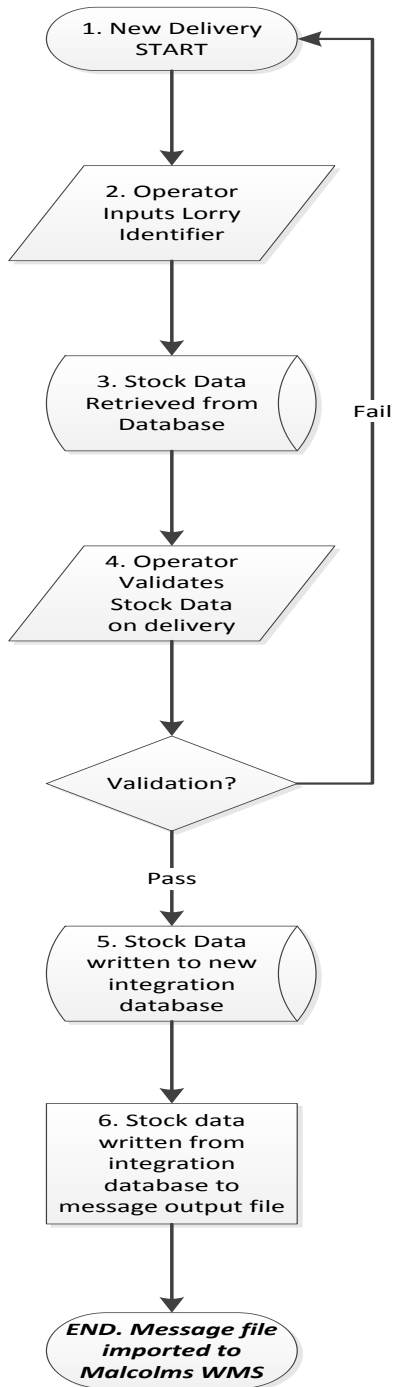 1. New Delivery
START
2. Operator
Inputs Lorry
Identifier
3. Stock Data
Retrieved from
Database
Fail
4. Operator
Validates
Stock Data
on delivery
Validation?
Pass
5. Stock Data
written to new
integration
database
6. Stock data
written from
integration
database to
message output file
END. Message file
imported to
Malcolms WMS